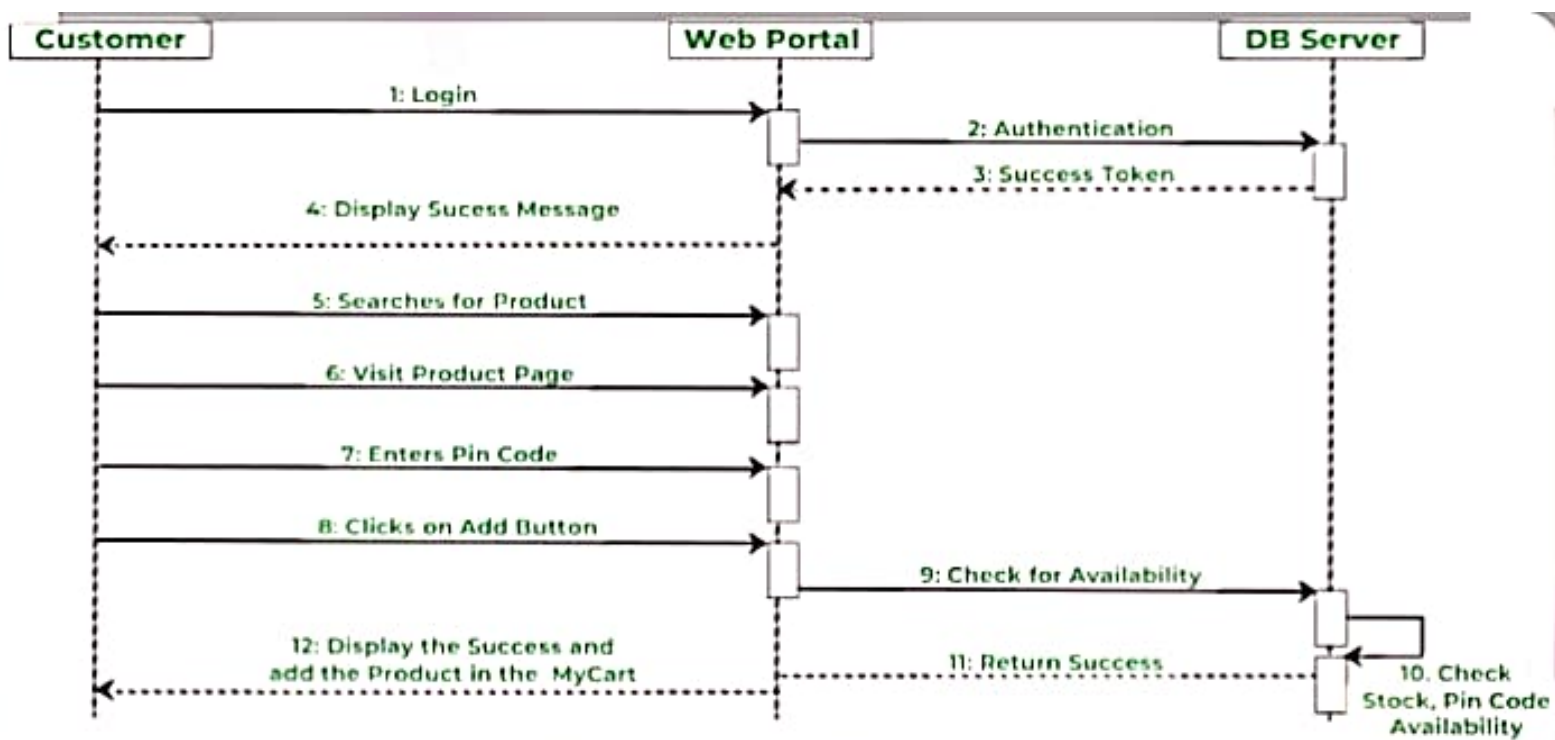 Customer
Web Portal
DB Server
1: Login
2: Authentication
3: Success Token
4: Display Sucess Message
5: Searches for Product
6: Visit Product Page
7: Enters Pin Code
8: Clicks on Add Button
9: Check for Availability
10. Check
Stock, Pin Code
Availability
11: Return Success
12: Display the Success and
add the Product in the MyCart